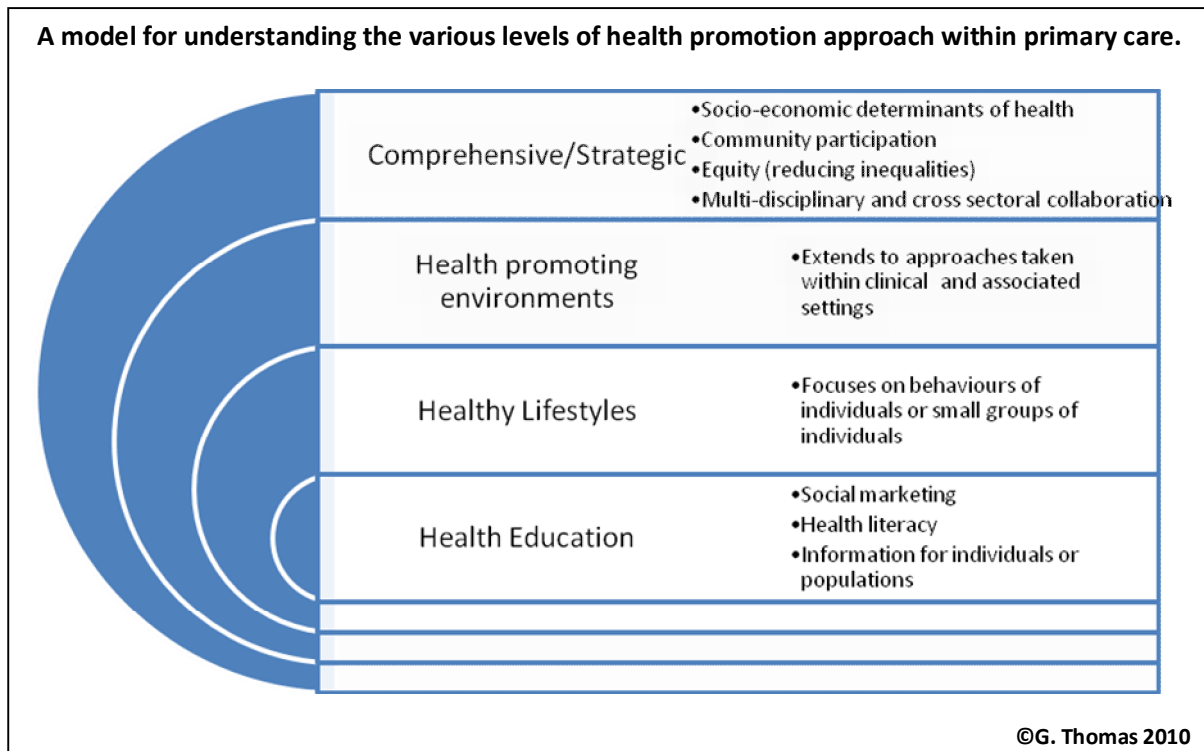 A model for understanding the various levels of health promotion approach within primary care.
Comprehensive/Strategic
•Socio-economic determinants of health
•Community participation
•Equity (reducing inequalities)
•Multi-disciplinary and cross sectoral collaboration
Health promoting
environments
•Extends to approaches taken
within clinical and associated
settings
Healthy Lifestyles
•Focuses on behaviours of
individuals or small groups of
individuals
Health Education
•Social marketing
•Health literacy
•Information for individuals or
populations
©G. Thomas 2010